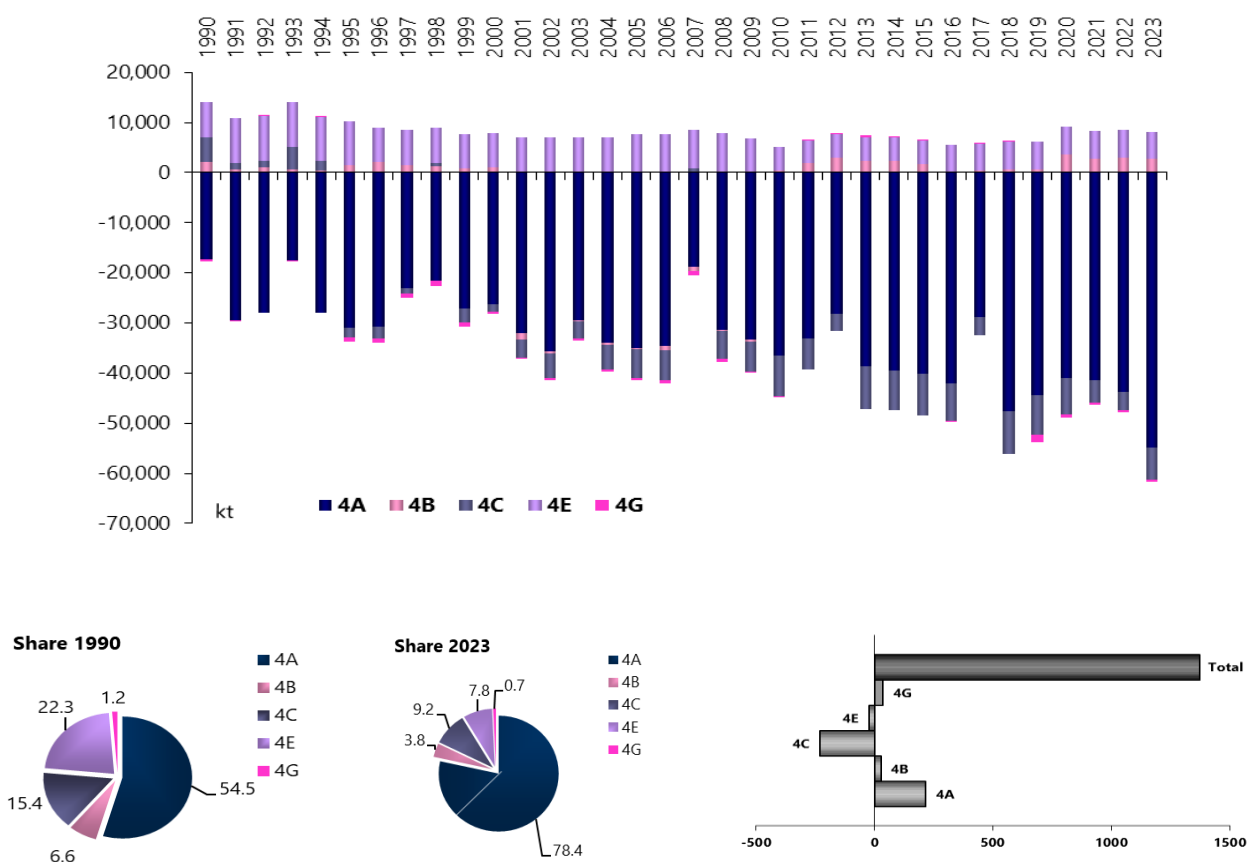 1990 1991 1992 1993 1994 1995 1996 1997 1998 1999 2000 2001 2002 2003 2004 2005 2006 2007 2008 2009 2010 2011 2012 2013 2014 2015 2016 2017 2018 2019 2020 2021 2022 2023
20,000
10,000
0
-10,000
-20,000
-30,000
-40,000
-50,000
-60,000
-70,000
kt
4A 4B 4C 4E 4G
Share 1990
4A
4B
4C
4E
4G
1.2
22.3
15.4
6.6
54.5
Share 2023
4A
4B
4C
4E
4G
0.7
7.8
9.2
3.8
78.4
Total
4G
4E
4C
4B
4A
-500 0 500 1000 1500